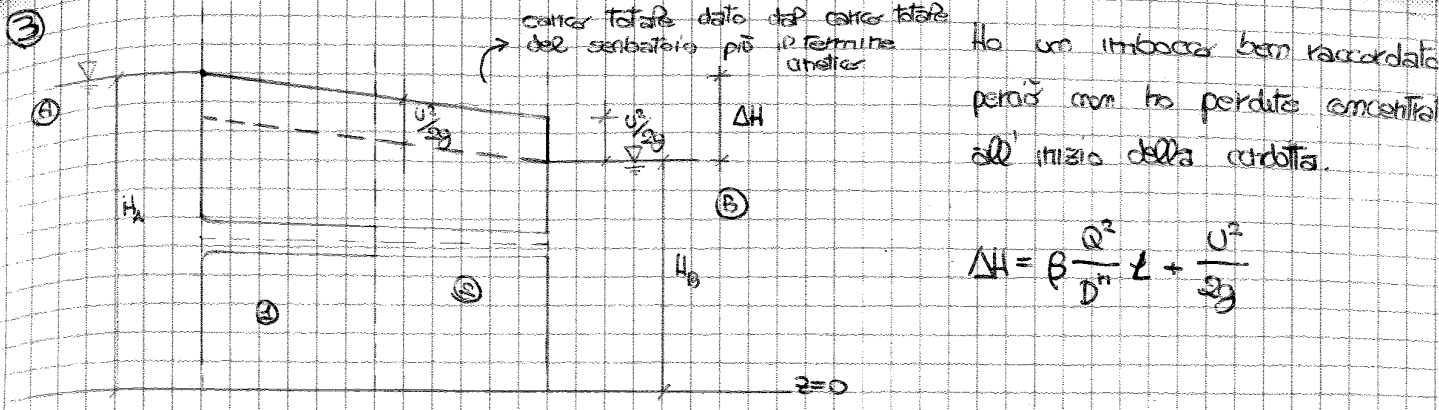 3
carico totale dato dal carico totale
del serbatoio più il termine
cinetico
Ho un imbocco ben raccordato
perciò non ho perdite concentrat
all'inizio della condotta.
A
U²/2g
U²/2g
ΔH
B
H_A
H_B
ΔH = β Q²/Dⁿ L + U²/2g
1
2
z=0